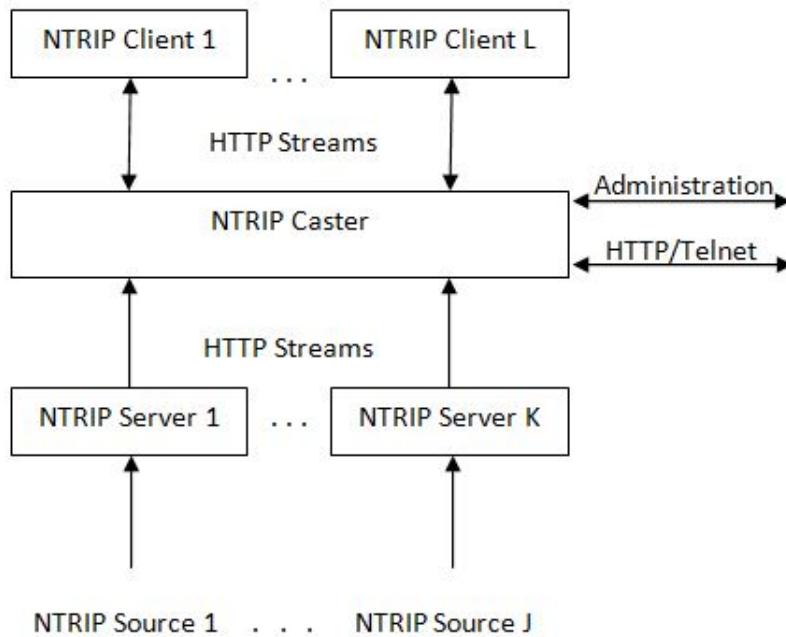 NTRIP Client 1 . . . NTRIP Client L
HTTP Streams
Administration
NTRIP Caster
HTTP/Telnet
HTTP Streams
NTRIP Server 1 . . . NTRIP Server K
NTRIP Source 1 . . . NTRIP Source J